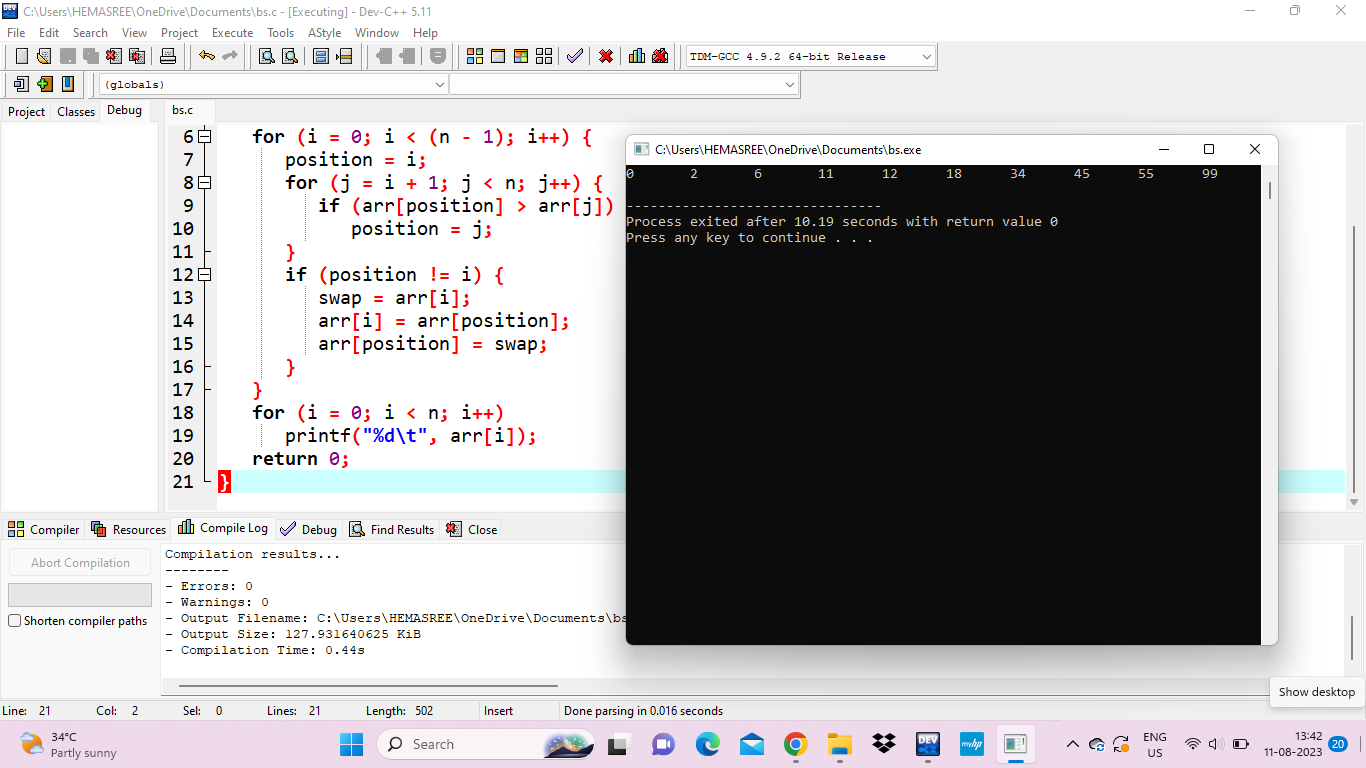 C:\Users\HEMASREE\OneDrive\Documents\bs.c - [Executing] - Dev-C++ 5.11
File Edit Search View Project Execute Tools AStyle Window Help
TDM-GCC 4.9.2 64-bit Release
(globals)
Project Classes Debug
bs.c
6 for (i = 0; i < (n - 1); i++) {
7 position = i;
8 for (j = i + 1; j < n; j++) {
9 if (arr[position] > arr[j])
10 position = j;
11 }
12 if (position != i) {
13 swap = arr[i];
14 arr[i] = arr[position];
15 arr[position] = swap;
16 }
17 }
18 for (i = 0; i < n; i++)
19 printf("%d\t", arr[i]);
20 return 0;
21 }
C:\Users\HEMASREE\OneDrive\Documents\bs.exe
0 2 6 11 12 18 34 45 55 99
--------------------------------
Process exited after 10.19 seconds with return value 0
Press any key to continue . . .
Compiler Resources Compile Log Debug Find Results Close
Abort Compilation
Shorten compiler paths
Compilation results...
--------
- Errors: 0
- Warnings: 0
- Output Filename: C:\Users\HEMASREE\OneDrive\Documents\bs
- Output Size: 127.931640625 KiB
- Compilation Time: 0.44s
Show desktop
Line: 21 Col: 2 Sel: 0 Lines: 21 Length: 502 Insert Done parsing in 0.016 seconds
34°C
Partly sunny
Search
DEV
myhp
ENG
US
13:42
11-08-2023
20